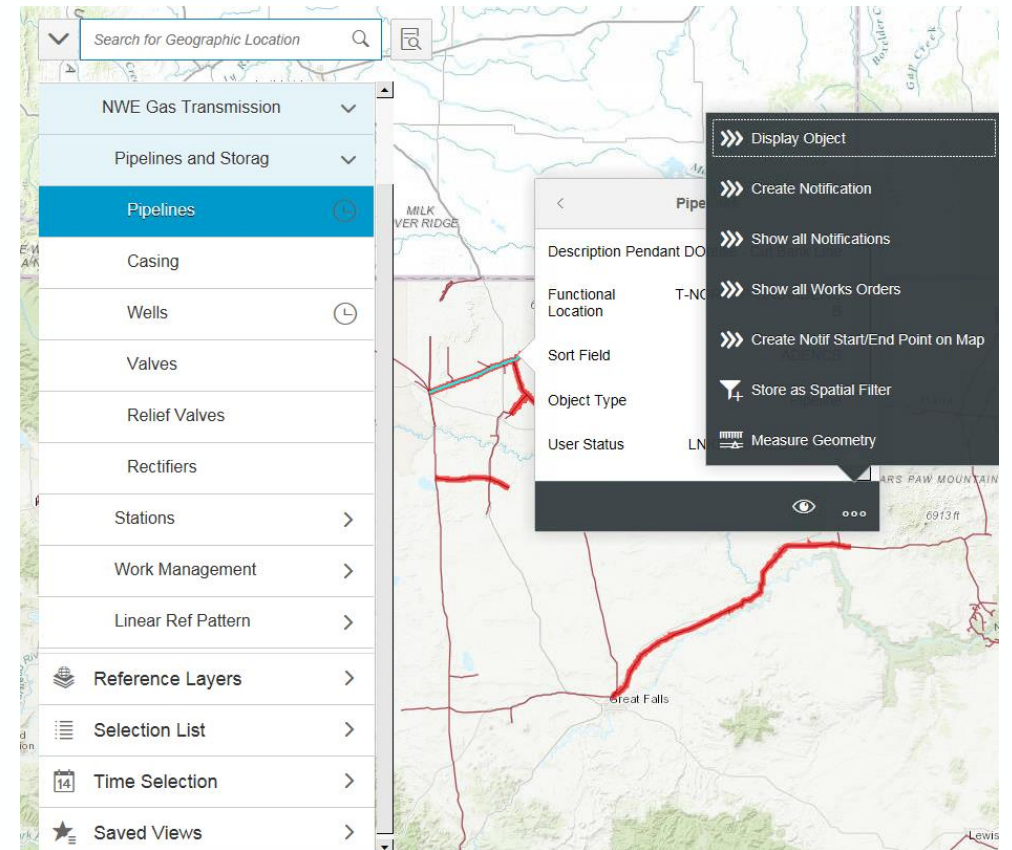 Search for Geographic Location
NWE Gas Transmission
Pipelines and Storag
Pipelines
Casing
Wells
Valves
Relief Valves
Rectifiers
Stations
Work Management
Linear Ref Pattern
Reference Layers
Selection List
14
Time Selection
Saved Views
Description Pendant DO
Functional
Location
T-NO
Sort Field
Object Type
User Status
LN
Display Object
Create Notification
Show all Notifications
Show all Works Orders
Create Notif Start/End Point on Map
Store as Spatial Filter
Measure Geometry
MILK
VER RIDGE
ARS PAW MOUNTAIN
6913 ft
Great Falls
Lewis
Boxelder C
Gap Creek